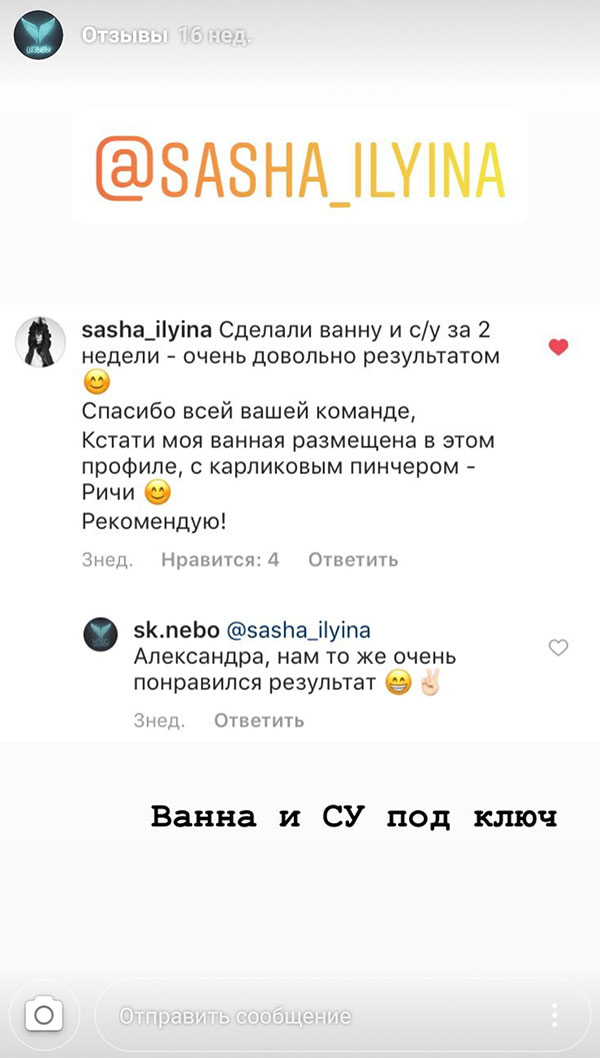 Отзывы 16 нед.
@SASHA_ILYINA
sasha_ilyina Сделали ванну и с/у за 2
недели - очень довольно результатом
😊
Спасибо всей вашей команде,
Кстати моя ванная размещена в этом
профиле, с карликовым пинчером -
Ричи 😊
Рекомендую!
3нед. Нравится: 4 Ответить
sk.nebo @sasha_ilyina
Александра, нам то же очень
понравился результат 😁✌🏻
3нед. Ответить
Ванна и СУ под ключ
Отправить сообщение